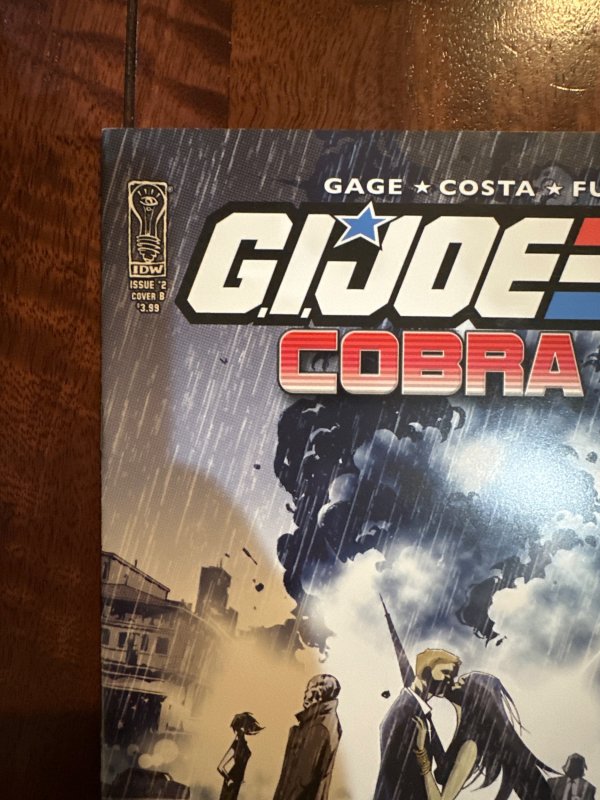 GAGE ★ COSTA ★ FU
G.I.JOE
COBRA
IDW
ISSUE #2
COVER B
$3.99